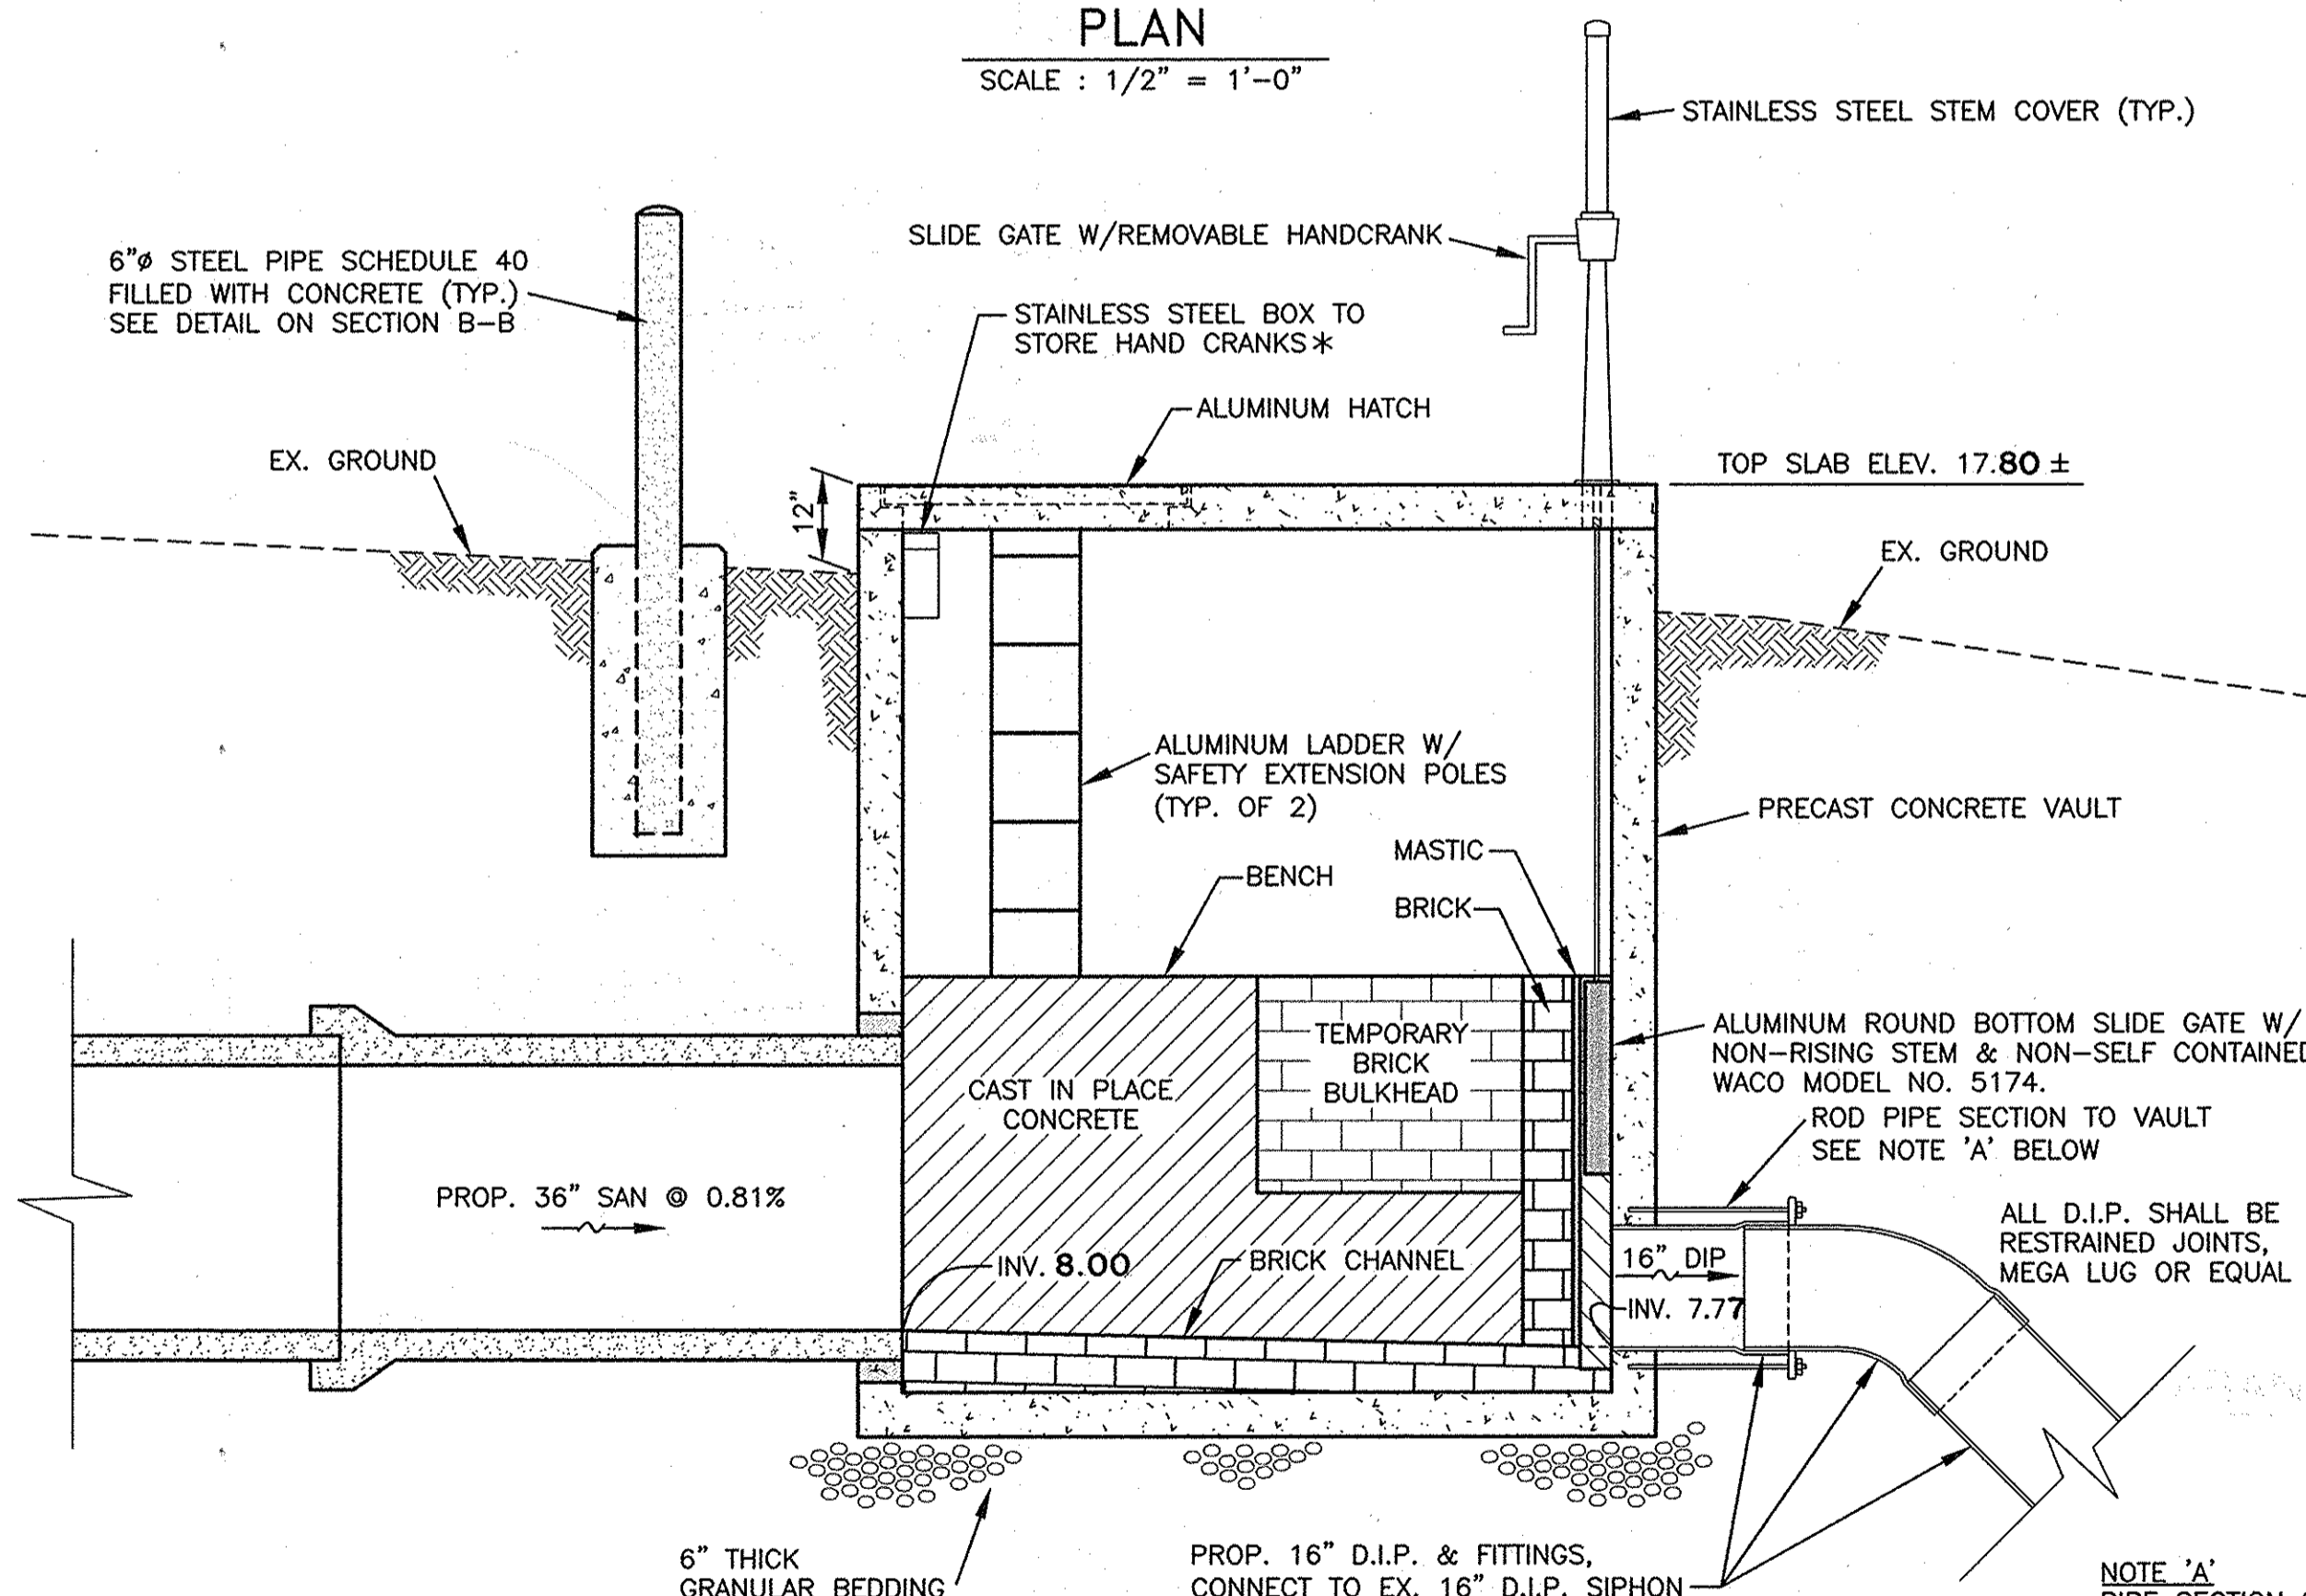 PLAN
SCALE : 1/2" = 1'-0"
STAINLESS STEEL STEM COVER (TYP.)
SLIDE GATE W/REMOVABLE HANDCRANK
6"ø STEEL PIPE SCHEDULE 40
FILLED WITH CONCRETE (TYP.)
SEE DETAIL ON SECTION B-B
STAINLESS STEEL BOX TO
STORE HAND CRANKS*
ALUMINUM HATCH
EX. GROUND
TOP SLAB ELEV. 17.80 ±
12"
EX. GROUND
ALUMINUM LADDER W/
SAFETY EXTENSION POLES
(TYP. OF 2)
PRECAST CONCRETE VAULT
MASTIC
BENCH
BRICK
TEMPORARY
BRICK
BULKHEAD
ALUMINUM ROUND BOTTOM SLIDE GATE W/
NON-RISING STEM & NON-SELF CONTAINED
WACO MODEL NO. 5174.
CAST IN PLACE
CONCRETE
ROD PIPE SECTION TO VAULT
SEE NOTE 'A' BELOW
PROP. 36" SAN @ 0.81%
ALL D.I.P. SHALL BE
RESTRAINED JOINTS,
MEGA LUG OR EQUAL
INV. 8.00
BRICK CHANNEL
16" DIP
INV. 7.77
6" THICK
GRANULAR BEDDING
PROP. 16" D.I.P. & FITTINGS,
CONNECT TO EX. 16" D.I.P. SIPHON
NOTE 'A'
PIPE SECTION